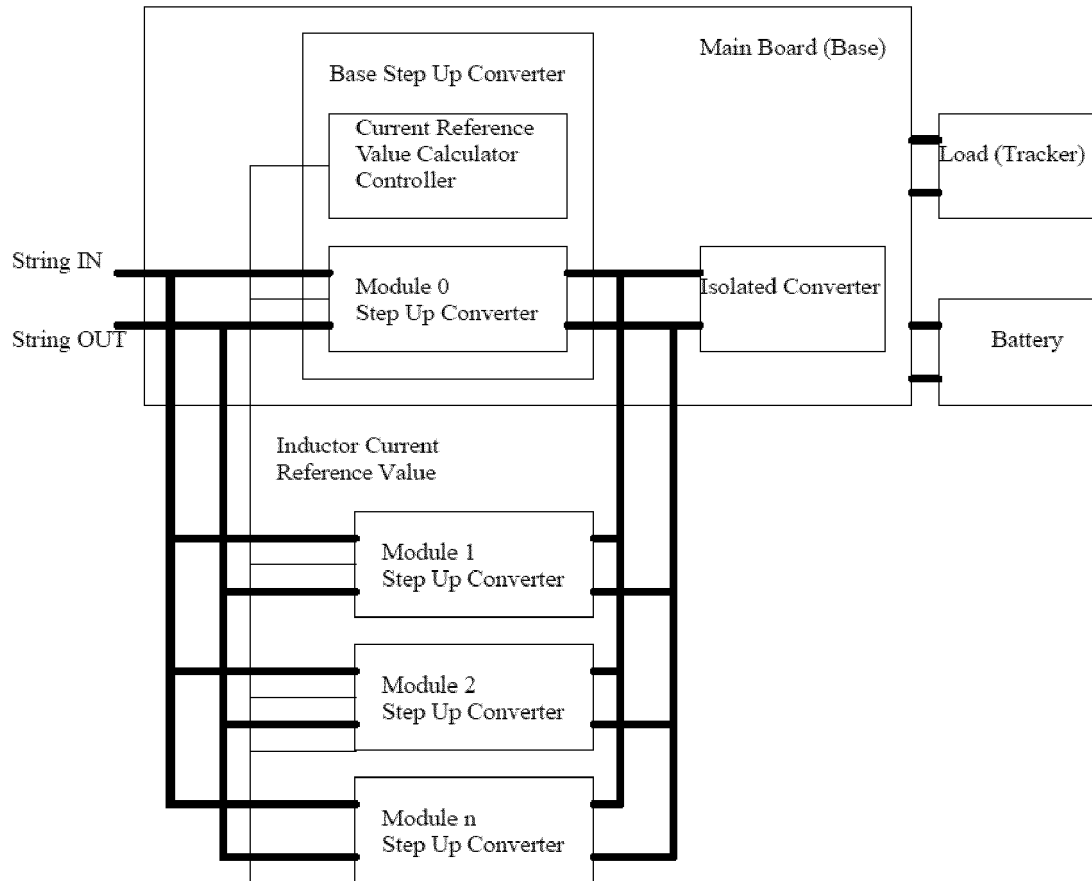 Main Board (Base)
Base Step Up Converter
Current Reference
Value Calculator
Controller
Load (Tracker)
String IN
Module 0
Step Up Converter
Isolated Converter
String OUT
Battery
Inductor Current
Reference Value
Module 1
Step Up Converter
Module 2
Step Up Converter
Module n
Step Up Converter